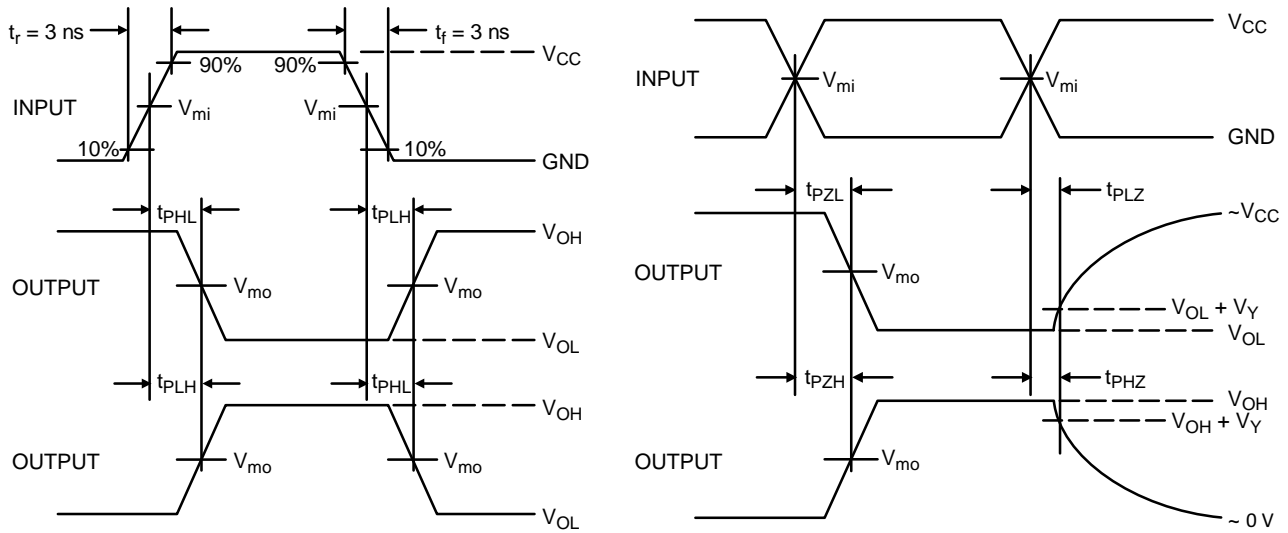 t_r = 3 ns
t_f = 3 ns
V_CC
90%
90%
INPUT
V_mi
V_mi
10%
10%
GND
t_PHL
t_PLH
V_OH
OUTPUT
V_mo
V_mo
V_OL
t_PLH
t_PHL
V_OH
OUTPUT
V_mo
V_mo
V_OL
V_CC
INPUT
V_mi
V_mi
GND
t_PZL
t_PLZ
~V_CC
OUTPUT
V_mo
V_OL + V_Y
V_OL
t_PZH
t_PHZ
V_OH
V_OH + V_Y
OUTPUT
V_mo
~ 0 V